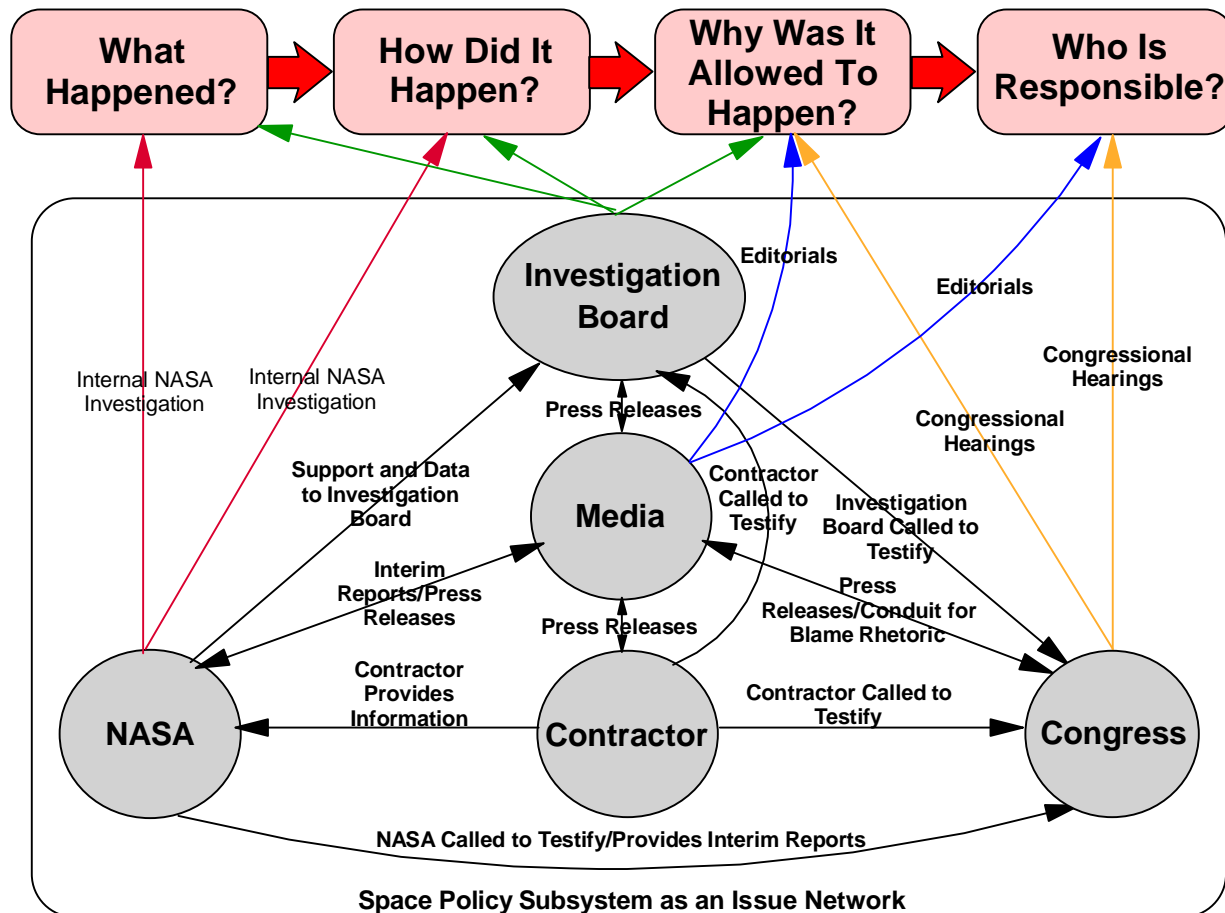 What
Happened?
How Did It
Happen?
Why Was It
Allowed To
Happen?
Who Is
Responsible?
Investigation
Board
Editorials
Editorials
Internal NASA
Investigation
Internal NASA
Investigation
Congressional
Hearings
Congressional
Hearings
Press Releases
Support and Data
to Investigation
Board
Media
Contractor
Called to
Testify
Investigation
Board Called to
Testify
Interim
Reports/Press
Releases
Press
Releases/Conduit for
Blame Rhetoric
Press Releases
Contractor
Provides
Information
Contractor Called to
Testify
NASA
Contractor
Congress
NASA Called to Testify/Provides Interim Reports
Space Policy Subsystem as an Issue Network